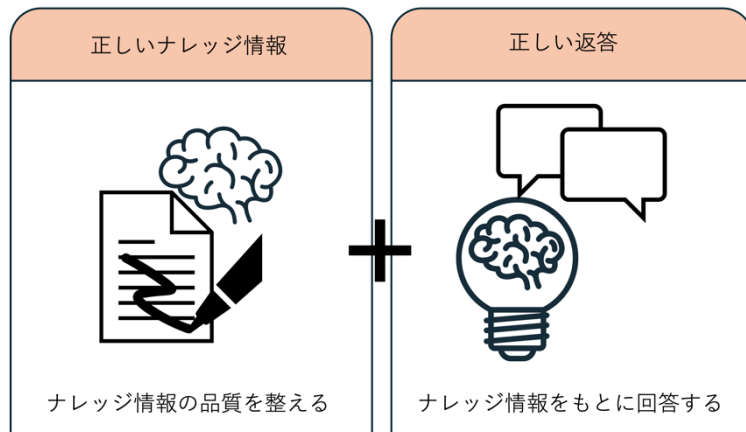 正しいナレッジ情報
正しい返答
ナレッジ情報の品質を整える
ナレッジ情報をもとに回答する